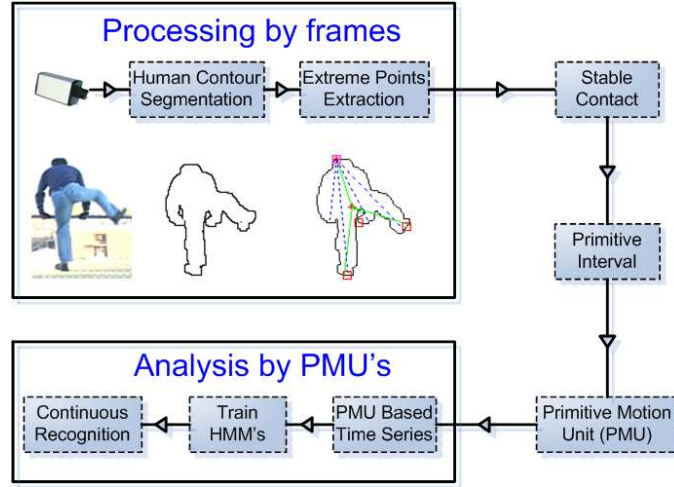 Processing by frames
Human Contour
Segmentation
Extreme Points
Extraction
Stable
Contact
Primitive
Interval
Primitive Motion
Unit (PMU)
Analysis by PMU's
PMU Based
Time Series
Train
HMM's
Continuous
Recognition